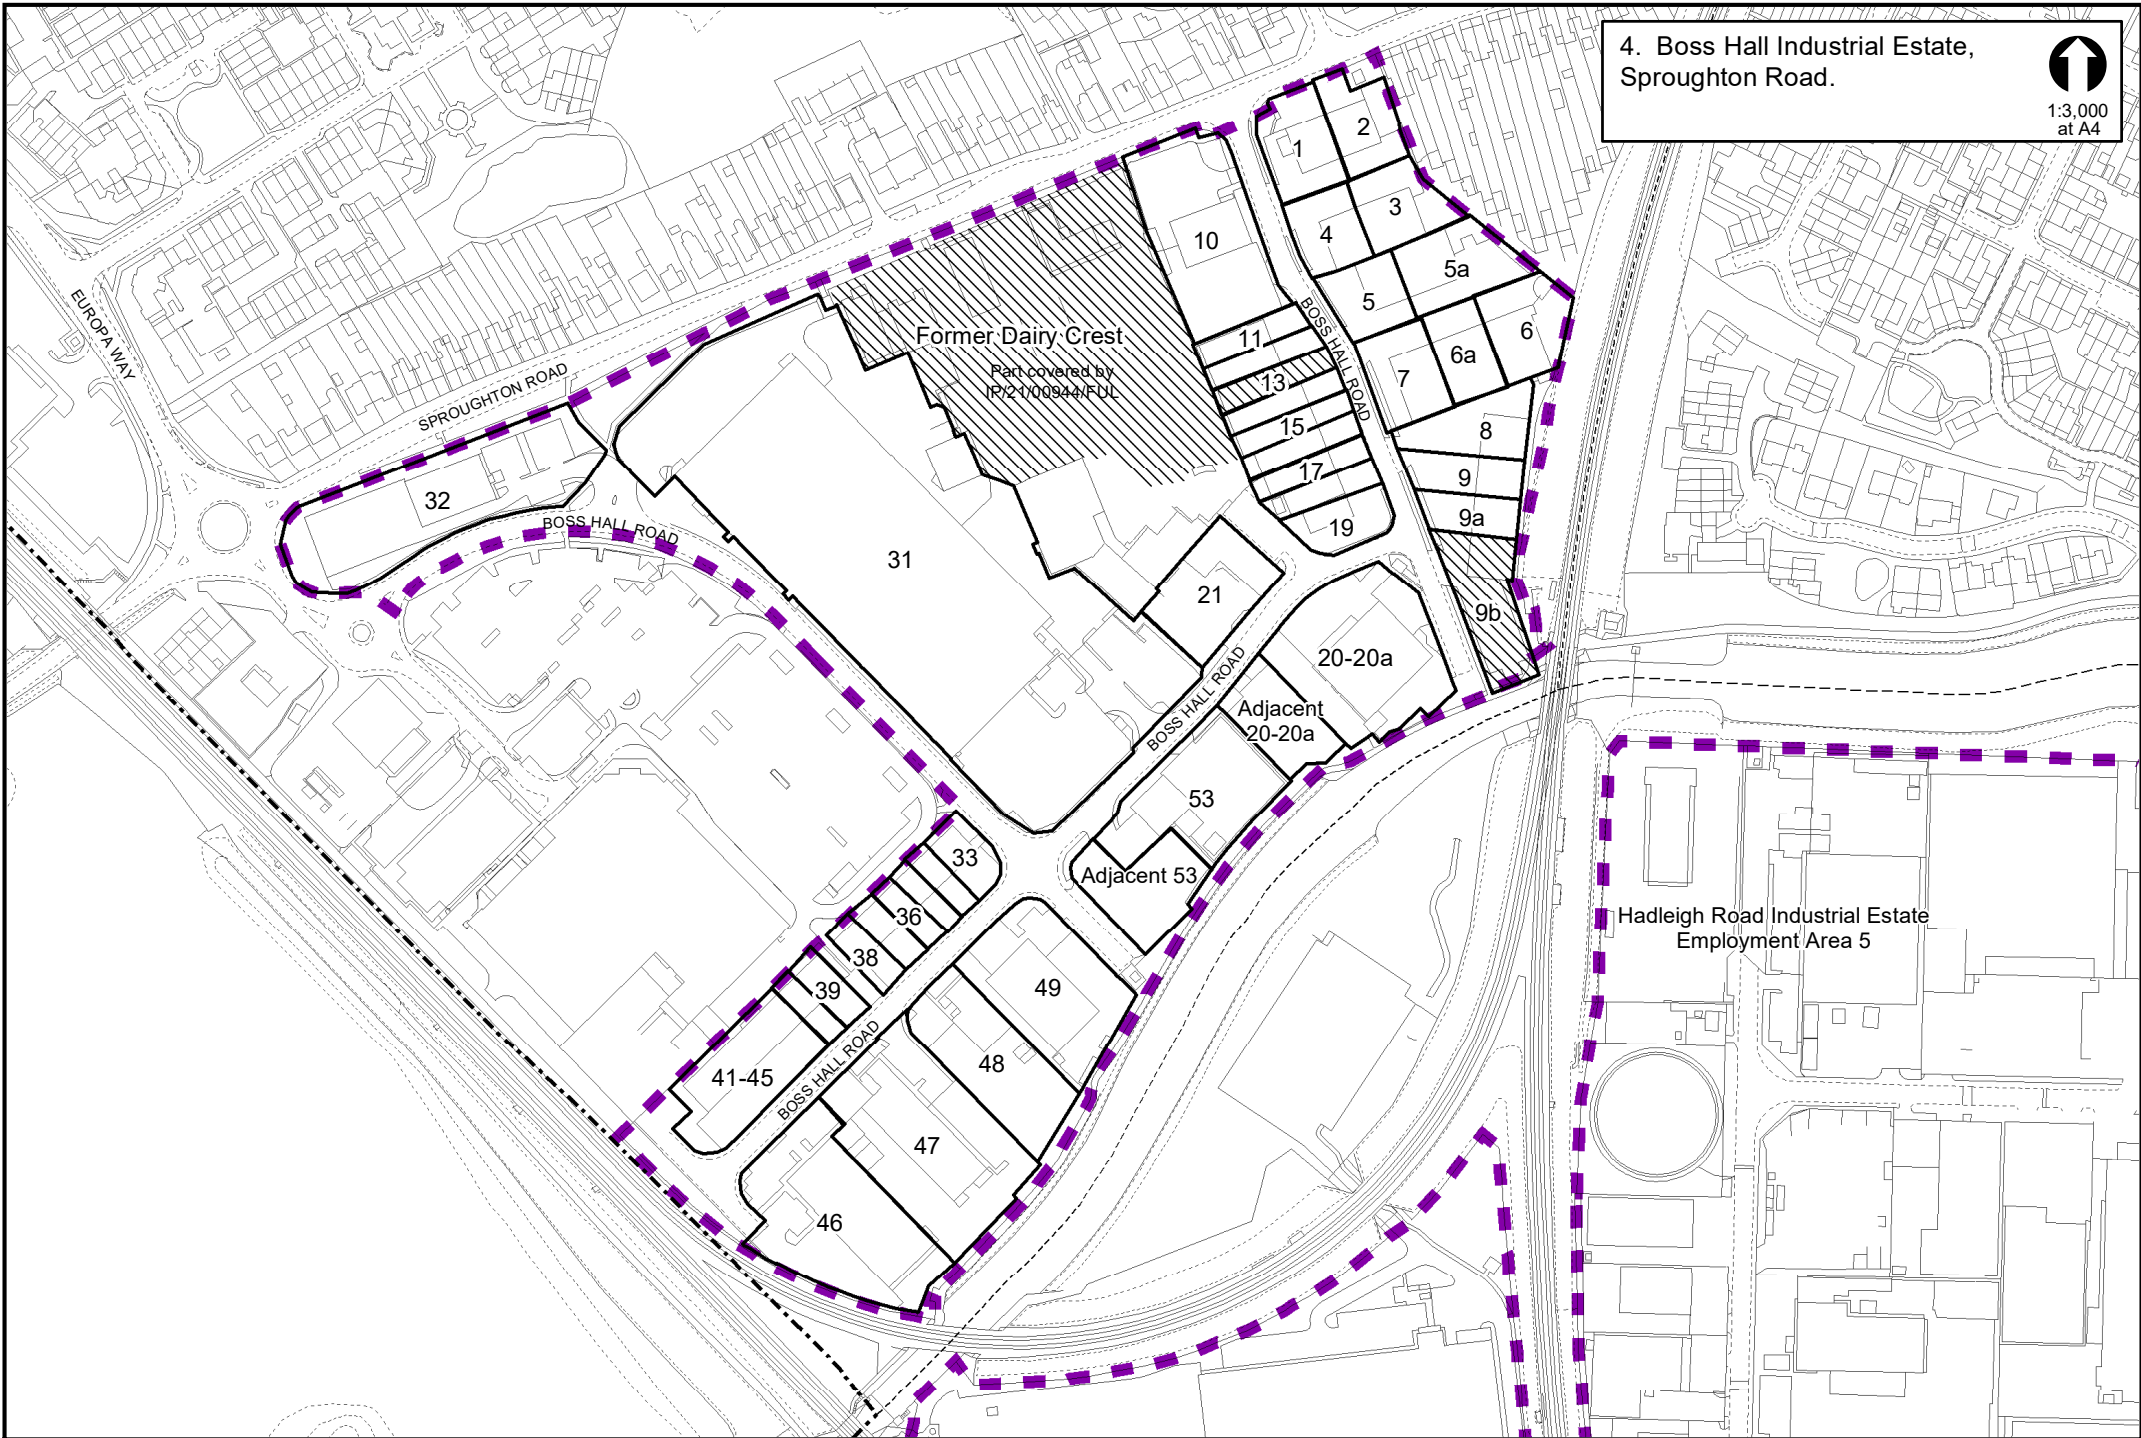 4. Boss Hall Industrial Estate,
Sproughton Road.
1:3,000
at A4
EUROPA WAY
SPROUGHTON ROAD
BOSS HALL ROAD
BOSS HALL ROAD
BOSS HALL ROAD
BOSS HALL ROAD
Former Dairy Crest
Part covered by
IP/21/00944/FUL
1
2
3
4
5
5a
6
6a
7
8
9
9a
9b
10
11
13
15
17
19
20-20a
Adjacent
20-20a
21
31
32
33
36
38
39
41-45
46
47
48
49
53
Adjacent 53
Hadleigh Road Industrial Estate
Employment Area 5